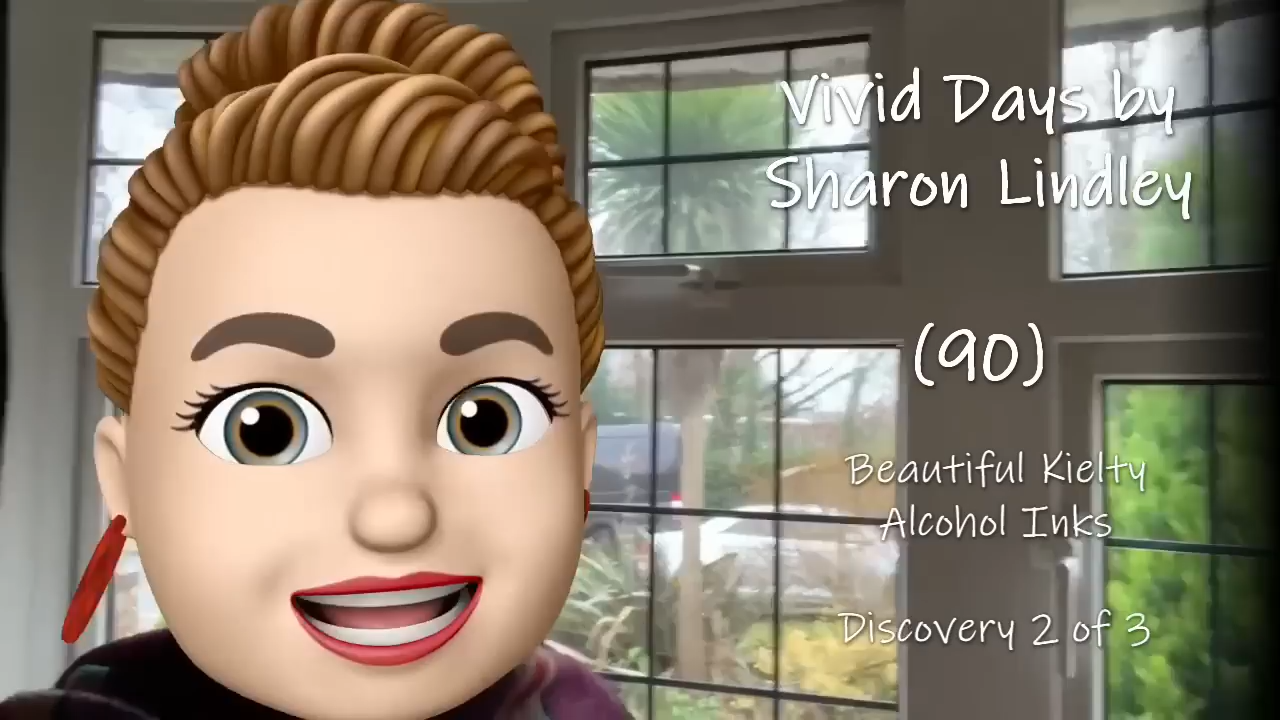 Vivid Days by
Sharon Lindley
(90)
Beautiful Kielty
Alcohol Inks
Discovery 2 of 3